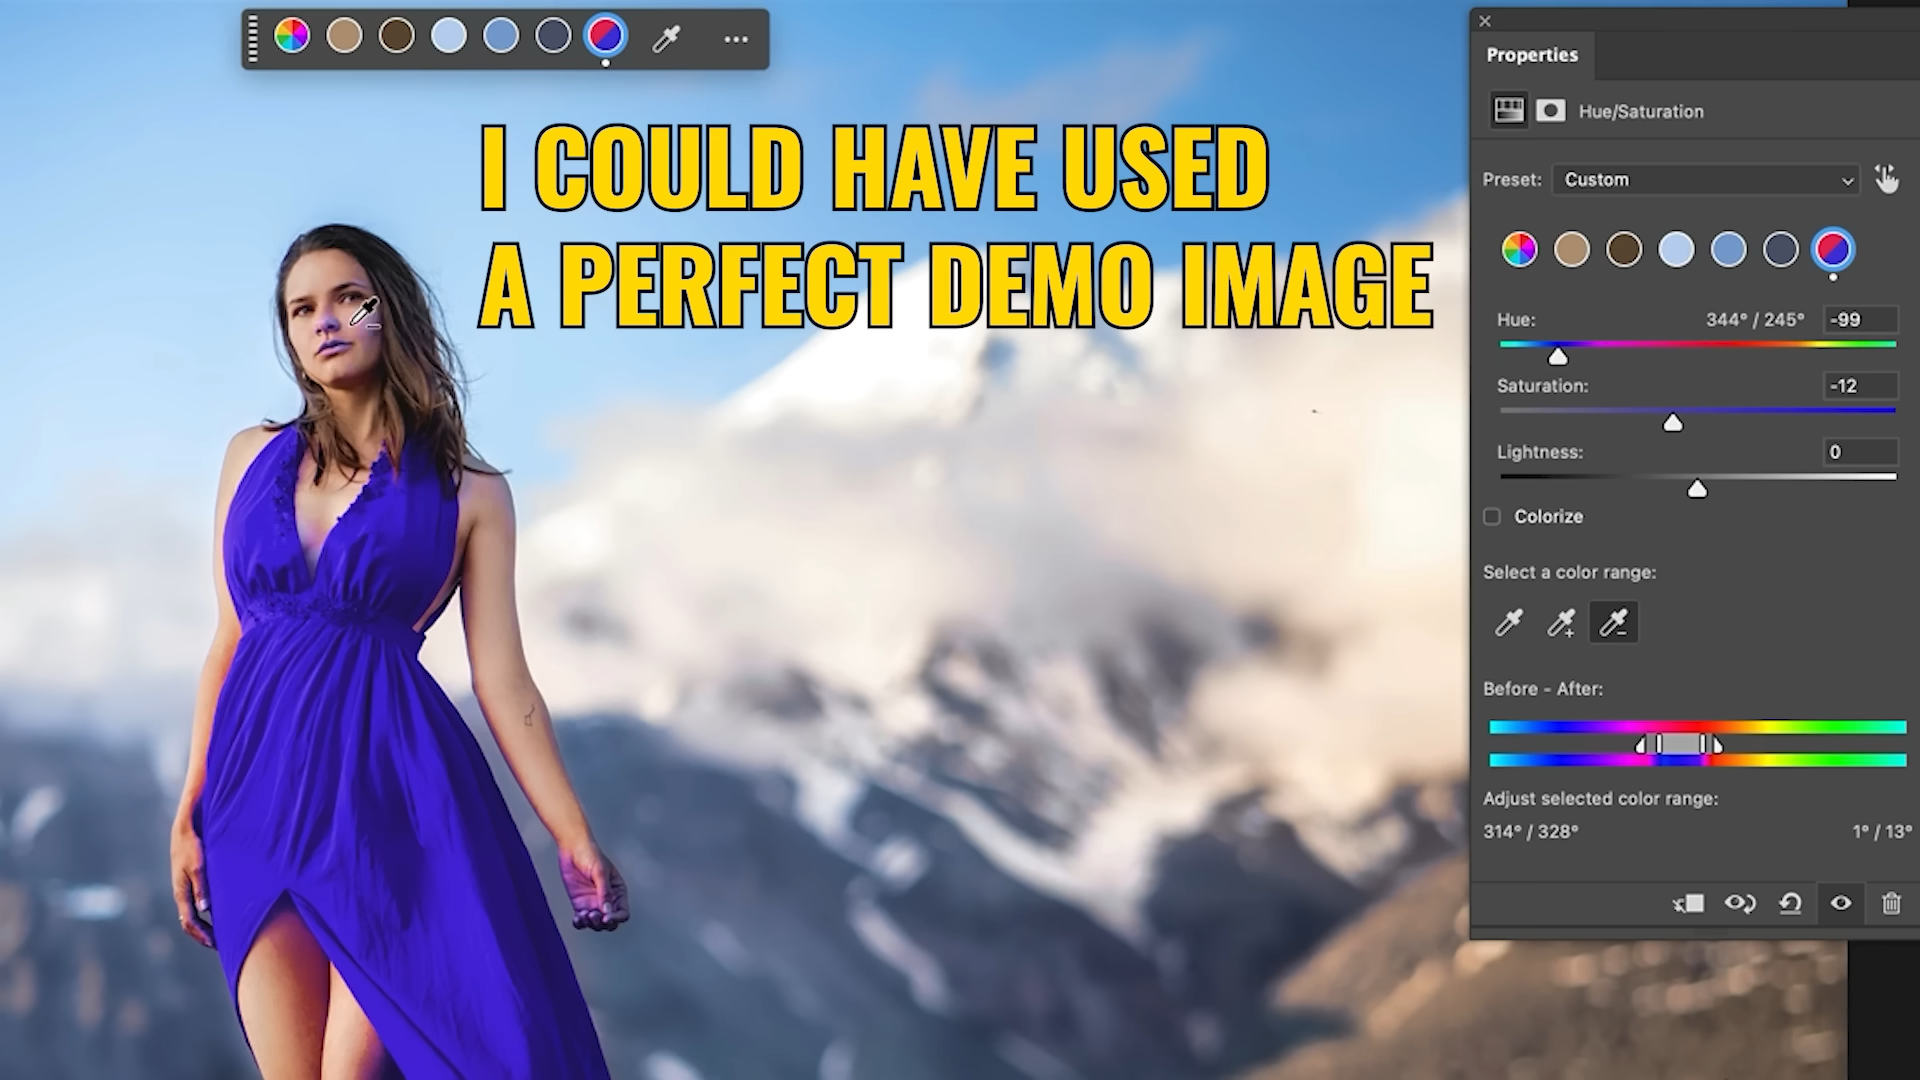 I COULD HAVE USED
A PERFECT DEMO IMAGE
Properties
Hue/Saturation
Preset: Custom
Hue: 344° / 245° -99
Saturation: -12
Lightness: 0
Colorize
Select a color range:
Before - After:
Adjust selected color range:
314° / 328° 1° / 13°